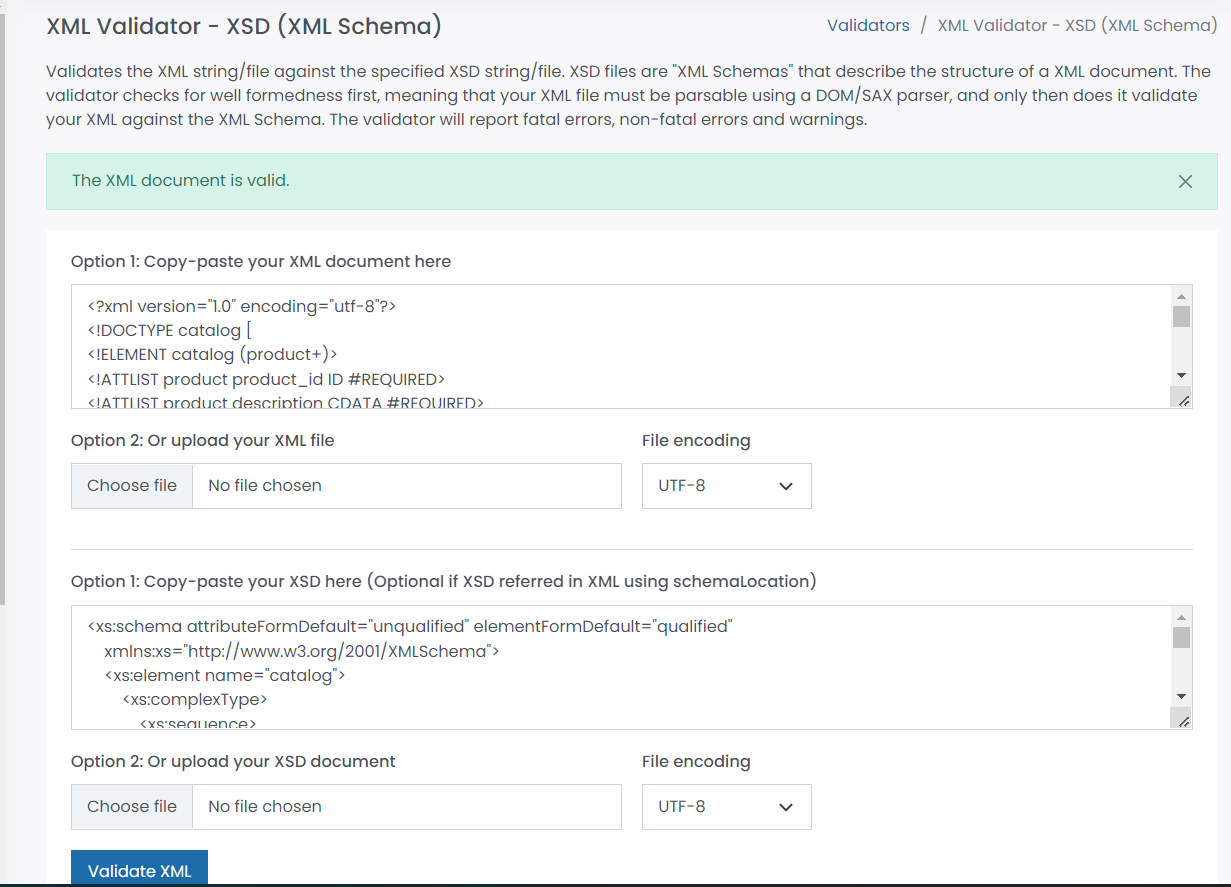 XML Validator - XSD (XML Schema)
Validators / XML Validator - XSD (XML Schema)
Validates the XML string/file against the specified XSD string/file. XSD files are "XML Schemas" that describe the structure of a XML document. The
validator checks for well formedness first, meaning that your XML file must be parsable using a DOM/SAX parser, and only then does it validate
your XML against the XML Schema. The validator will report fatal errors, non-fatal errors and warnings.
The XML document is valid.
Option 1: Copy-paste your XML document here
<?xml version="1.0" encoding="utf-8"?>
<!DOCTYPE catalog [
<!ELEMENT catalog (product+)>
<!ATTLIST product product_id ID #REQUIRED>
<!ATTLIST product description CDATA #REQUIRED>
Option 2: Or upload your XML file
File encoding
Choose file No file chosen
UTF-8
Option 1: Copy-paste your XSD here (Optional if XSD referred in XML using schemaLocation)
<xs:schema attributeFormDefault="unqualified" elementFormDefault="qualified"
xmlns:xs="http://www.w3.org/2001/XMLSchema">
<xs:element name="catalog">
<xs:complexType>
<xs:sequence>
Option 2: Or upload your XSD document
File encoding
Choose file No file chosen
UTF-8
Validate XML